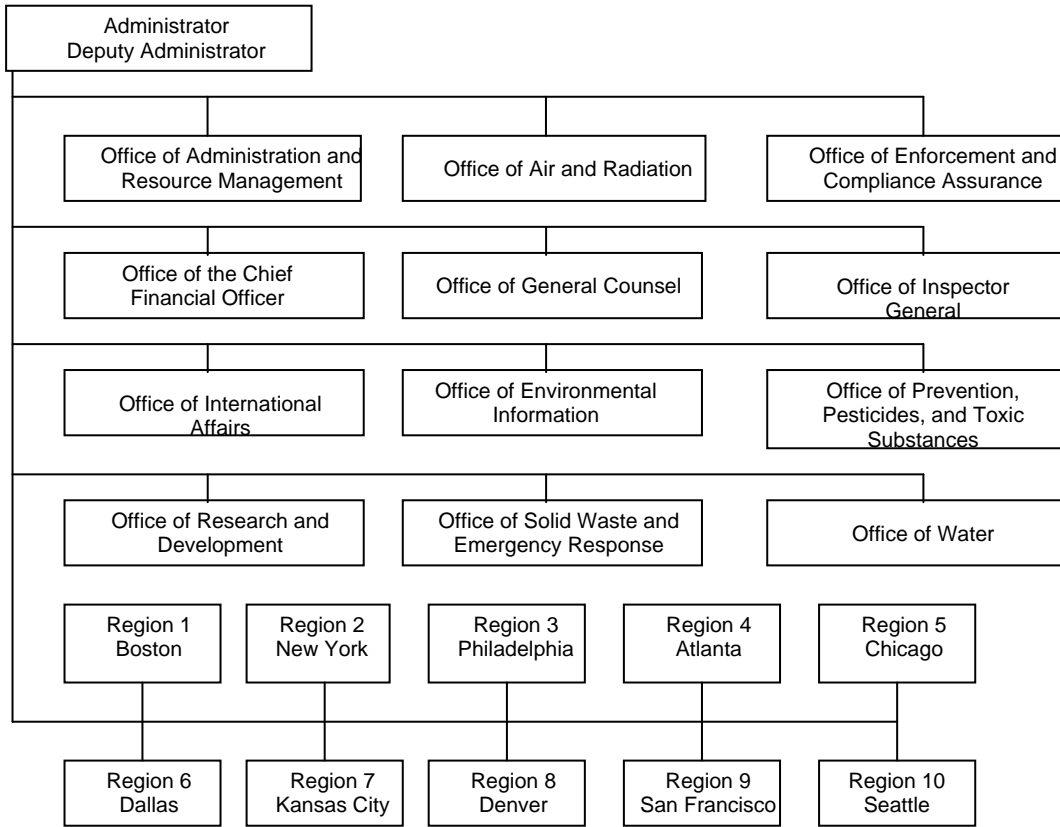 Administrator
Deputy Administrator
Office of Administration and
Resource Management
Office of Air and Radiation
Office of Enforcement and
Compliance Assurance
Office of the Chief
Financial Officer
Office of General Counsel
Office of Inspector
General
Office of International
Affairs
Office of Environmental
Information
Office of Prevention,
Pesticides, and Toxic
Substances
Office of Research and
Development
Office of Solid Waste and
Emergency Response
Office of Water
Region 1
Boston
Region 2
New York
Region 3
Philadelphia
Region 4
Atlanta
Region 5
Chicago
Region 6
Dallas
Region 7
Kansas City
Region 8
Denver
Region 9
San Francisco
Region 10
Seattle